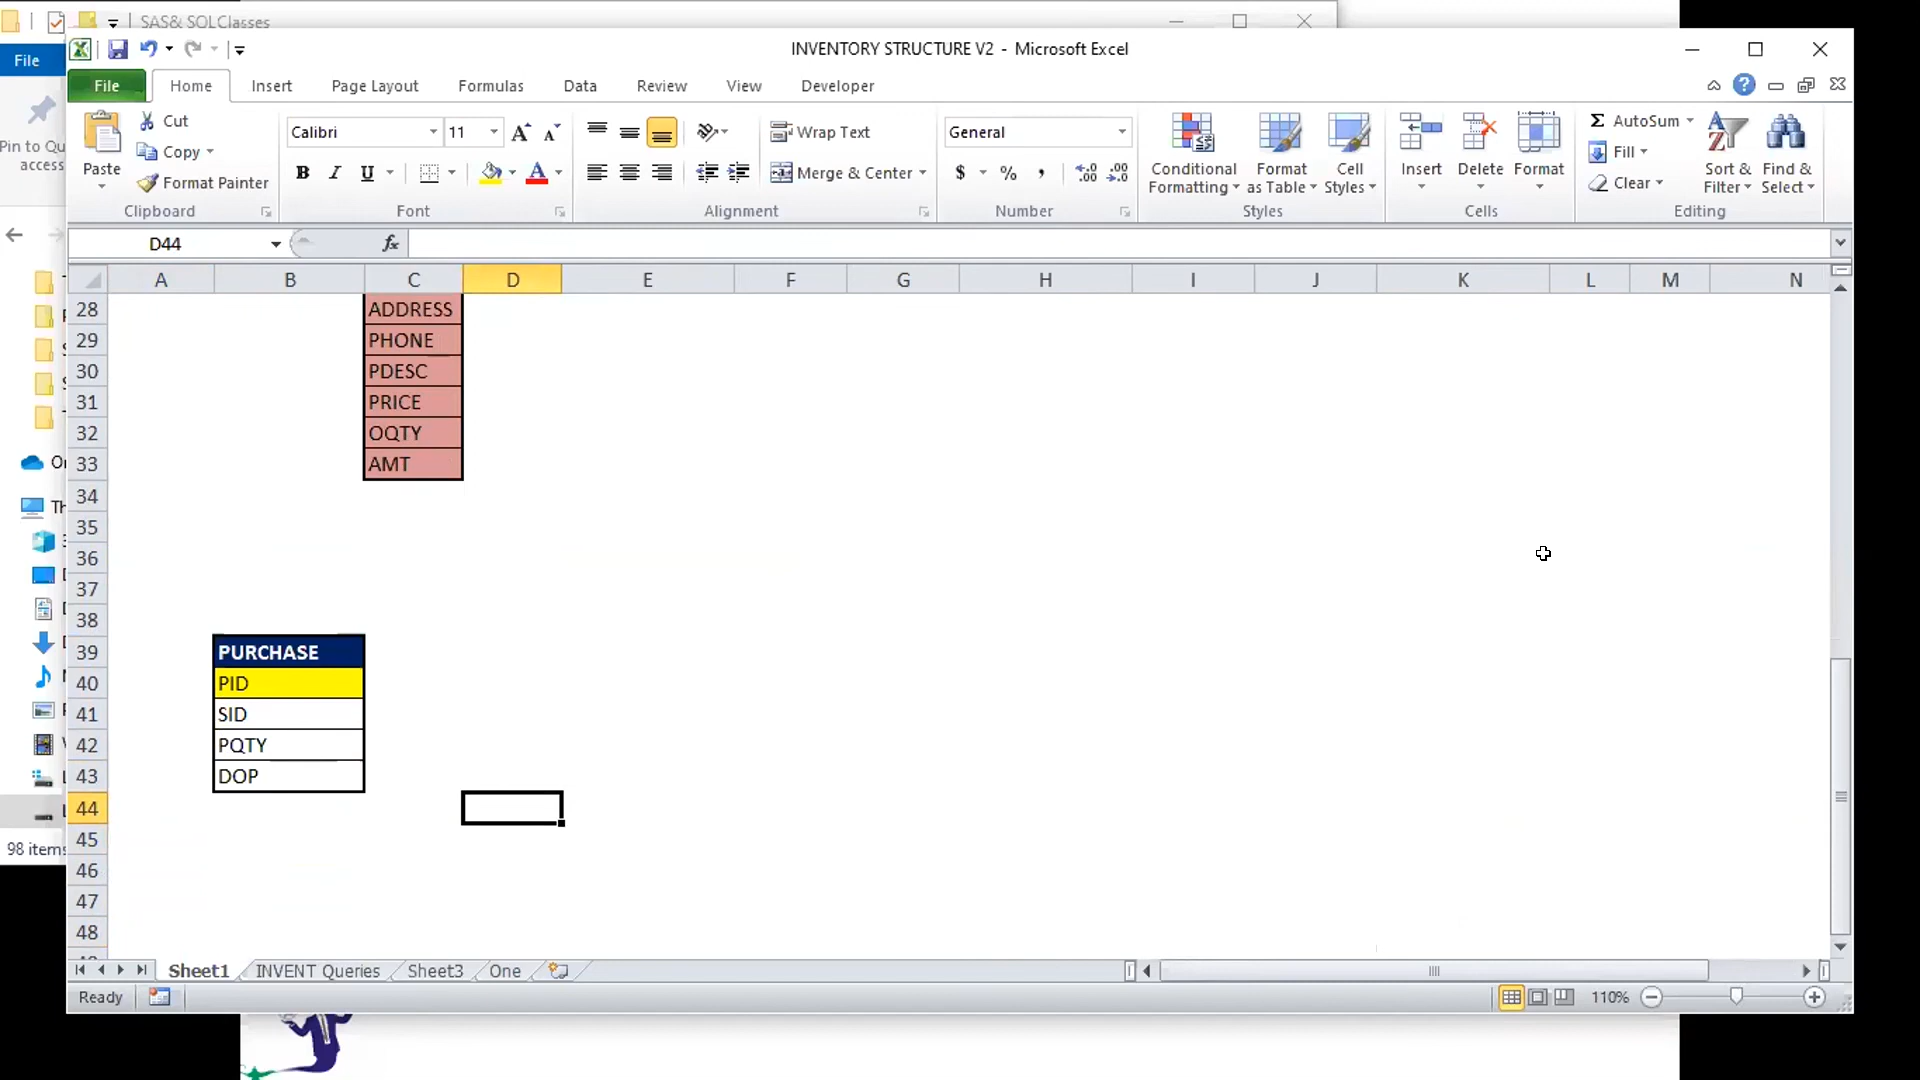 SAS& SQLClasses
File
INVENTORY STRUCTURE V2 - Microsoft Excel
File Home Insert Page Layout Formulas Data Review View Developer
Pin to Qu
access
Paste
Cut
Copy
Format Painter
Clipboard
Calibri 11
B I U
Font
Wrap Text
Merge & Center
Alignment
General
$ % ,
Number
Conditional Formatting
Format as Table
Cell Styles
Styles
Insert Delete Format
Cells
AutoSum
Fill
Clear
Sort & Filter
Find & Select
Editing
D44 fx
A B C D E F G H I J K L M N
28 ADDRESS
29 PHONE
30 PDESC
31 PRICE
32 OQTY
33 AMT
34
35
36
37
38
39 PURCHASE
40 PID
41 SID
42 PQTY
43 DOP
44
45
46
47
48
98 items
Sheet1 INVENT Queries Sheet3 One
Ready 110%